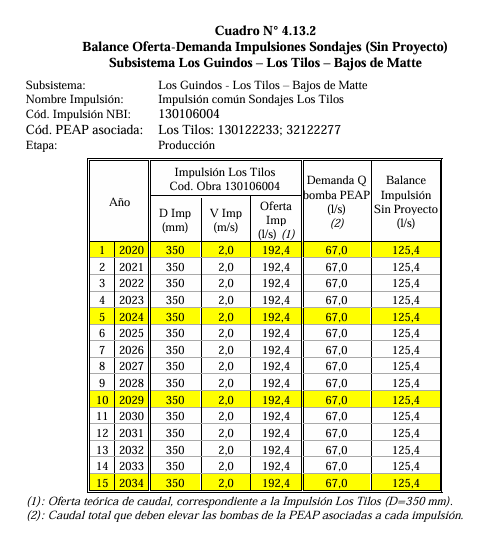 Cuadro N° 4.13.2
Balance Oferta-Demanda Impulsiones Sondajes (Sin Proyecto)
Subsistema Los Guindos – Los Tilos – Bajos de Matte
Subsistema: Los Guindos - Los Tilos – Bajos de Matte
Nombre Impulsión: Impulsión común Sondajes Los Tilos
Cód. Impulsión NBI: 130106004
Cód. PEAP asociada: Los Tilos: 130122233; 32122277
Etapa: Producción
Año
Impulsión Los Tilos
Cod. Obra 130106004
D Imp
(mm)
V Imp
(m/s)
Oferta
Imp
(l/s) (1)
Demanda Q
bomba PEAP
(l/s)
(2)
Balance
Impulsión
Sin Proyecto
(l/s)
1 2020 350 2,0 192,4 67,0 125,4
2 2021 350 2,0 192,4 67,0 125,4
3 2022 350 2,0 192,4 67,0 125,4
4 2023 350 2,0 192,4 67,0 125,4
5 2024 350 2,0 192,4 67,0 125,4
6 2025 350 2,0 192,4 67,0 125,4
7 2026 350 2,0 192,4 67,0 125,4
8 2027 350 2,0 192,4 67,0 125,4
9 2028 350 2,0 192,4 67,0 125,4
10 2029 350 2,0 192,4 67,0 125,4
11 2030 350 2,0 192,4 67,0 125,4
12 2031 350 2,0 192,4 67,0 125,4
13 2032 350 2,0 192,4 67,0 125,4
14 2033 350 2,0 192,4 67,0 125,4
15 2034 350 2,0 192,4 67,0 125,4
(1): Oferta teórica de caudal, correspondiente a la Impulsión Los Tilos (D=350 mm).
(2): Caudal total que deben elevar las bombas de la PEAP asociadas a cada impulsión.